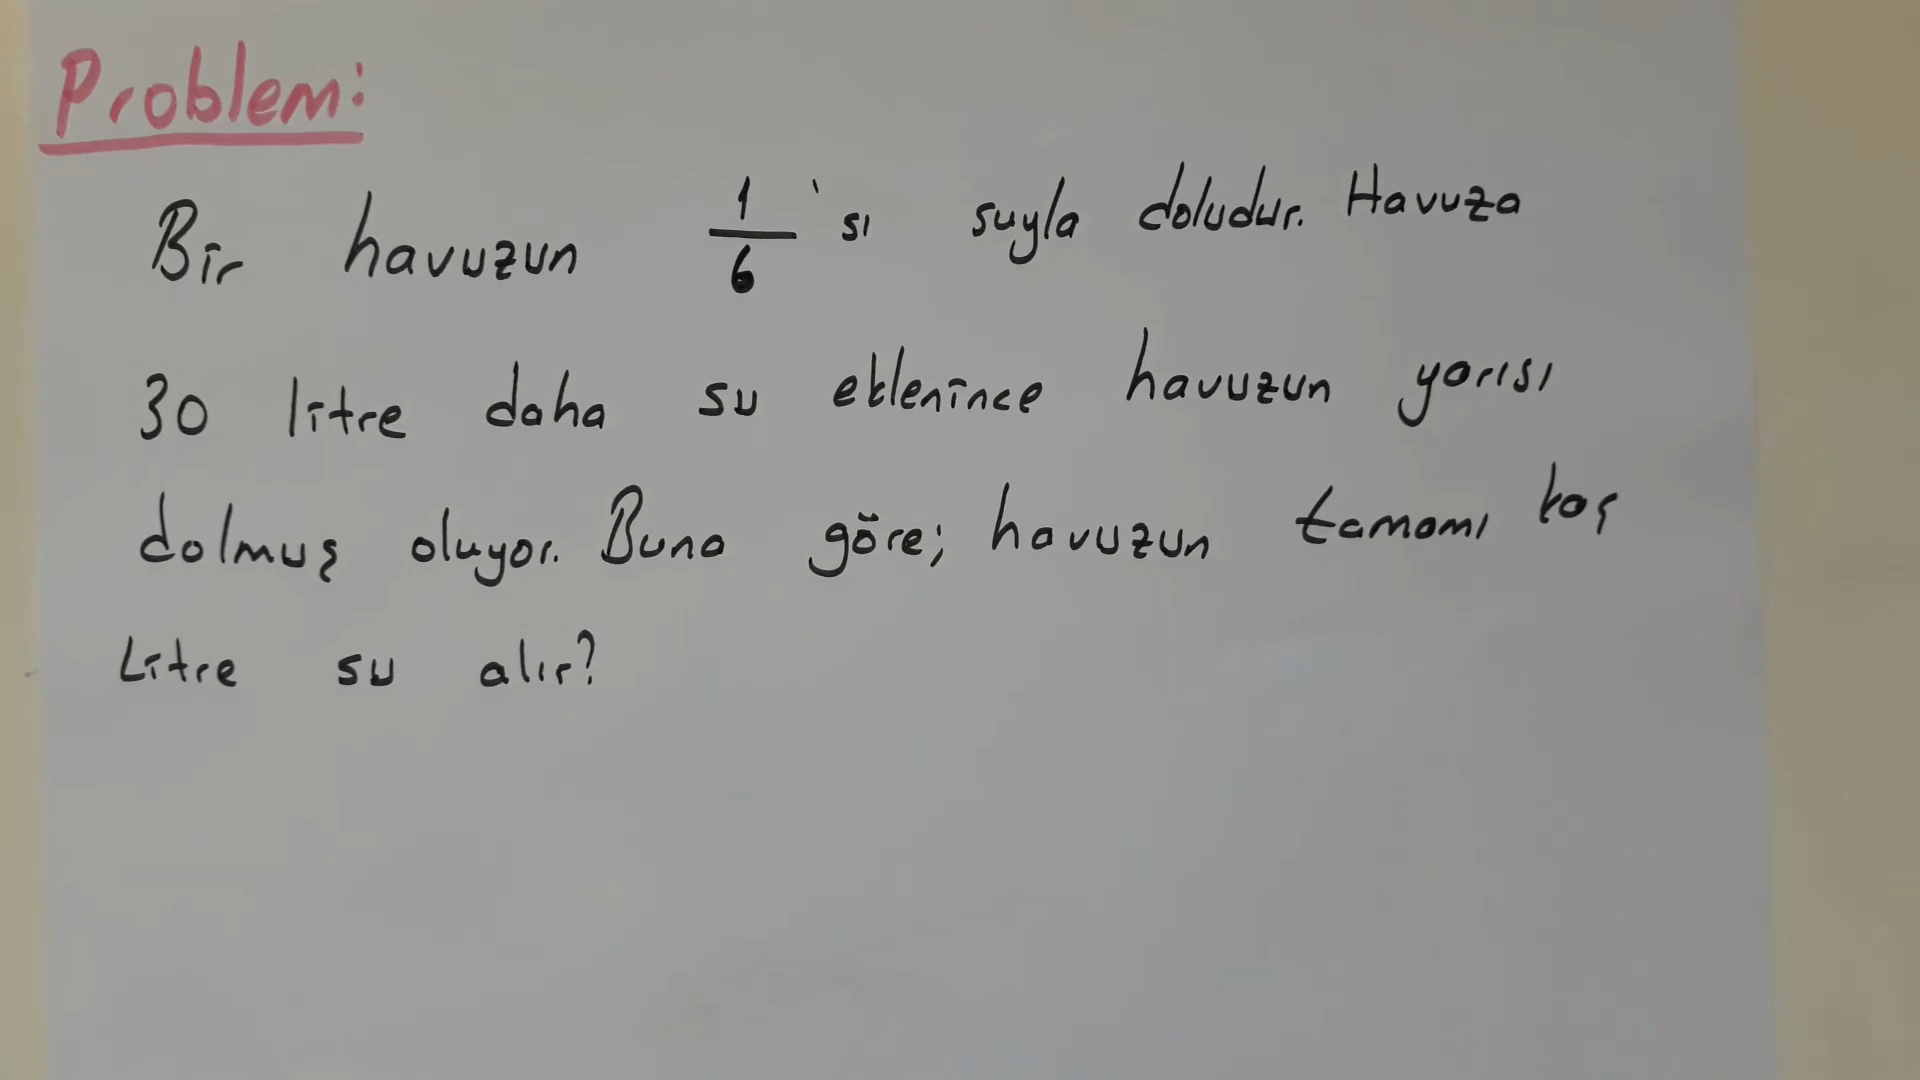 Problem:
Bir havuzun 1/6 'sı suyla doludur. Havuza
30 litre daha su eklenince havuzun yarısı
dolmuş oluyor. Buna göre; havuzun tamamı kaç
Litre su alır?